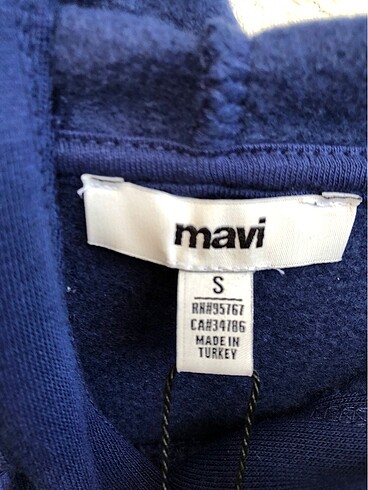 mavi
S
RN#95767
CA#34786
MADE IN
TURKEY